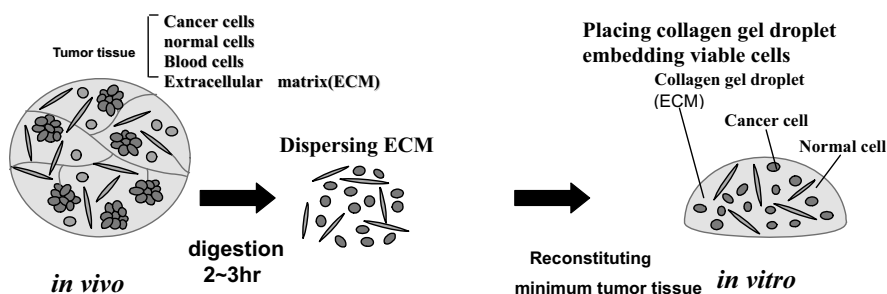 Tumor tissue
Cancer cells
normal cells
Blood cells
Extracellular matrix(ECM)
in vivo
digestion
2~3hr
Dispersing ECM
Reconstituting
minimum tumor tissue
Placing collagen gel droplet
embedding viable cells
Collagen gel droplet
(ECM)
Cancer cell
Normal cell
in vitro